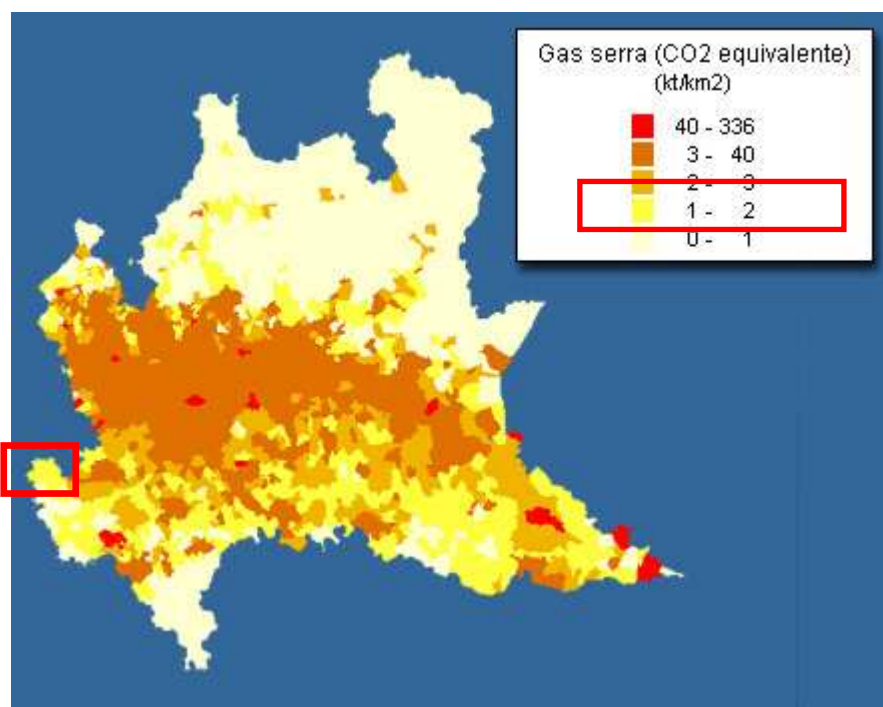 Gas serra (CO2 equivalente)
(kt/km2)
40 - 336
3 - 40
2 - 3
1 - 2
0 - 1